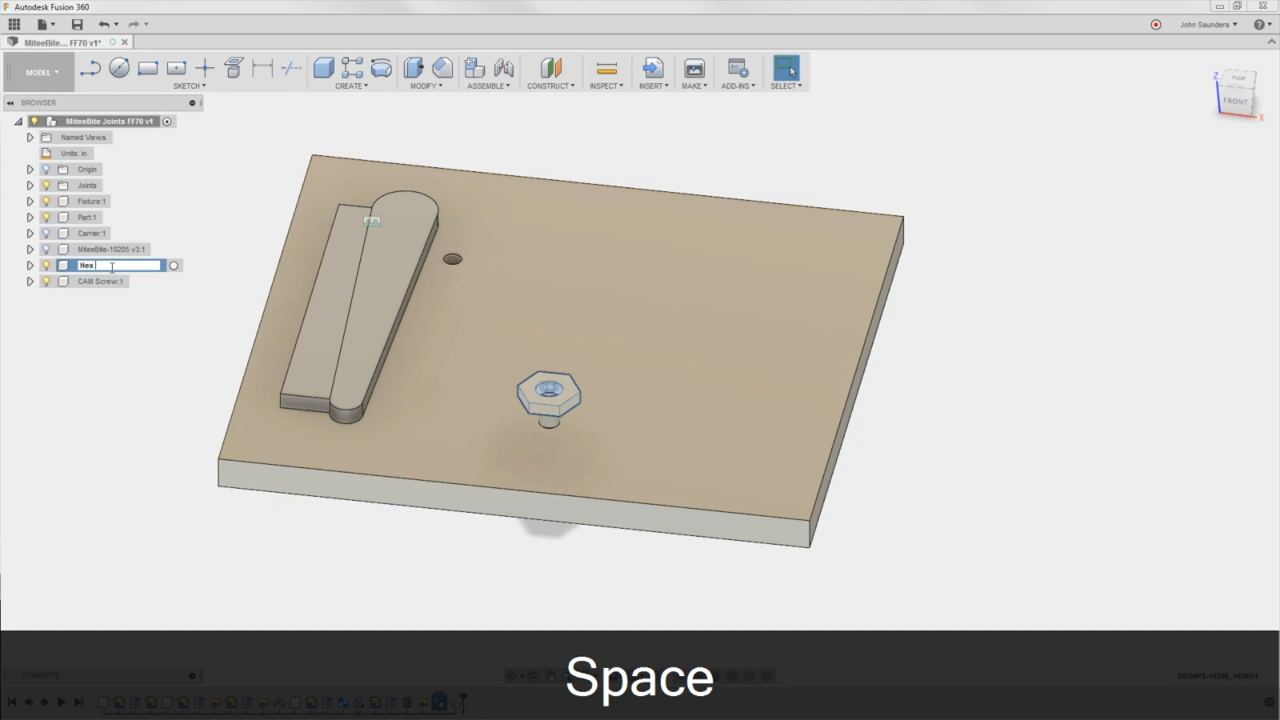 Autodesk Fusion 360
John Saunders
MiteeBite... FF70 v1*
MODEL
SKETCH
CREATE
MODIFY
ASSEMBLE
CONSTRUCT
INSPECT
INSERT
MAKE
ADD-INS
SELECT
BROWSER
MiteeBite Joints FF70 v1
Named Views
Units: in
Origin
Joints
Fixture:1
Part:1
Carrier:1
MiteeBite-10205 v3:1
Hex
CAM Screw:1
Z
FRONT
X
Space
COMMENTS